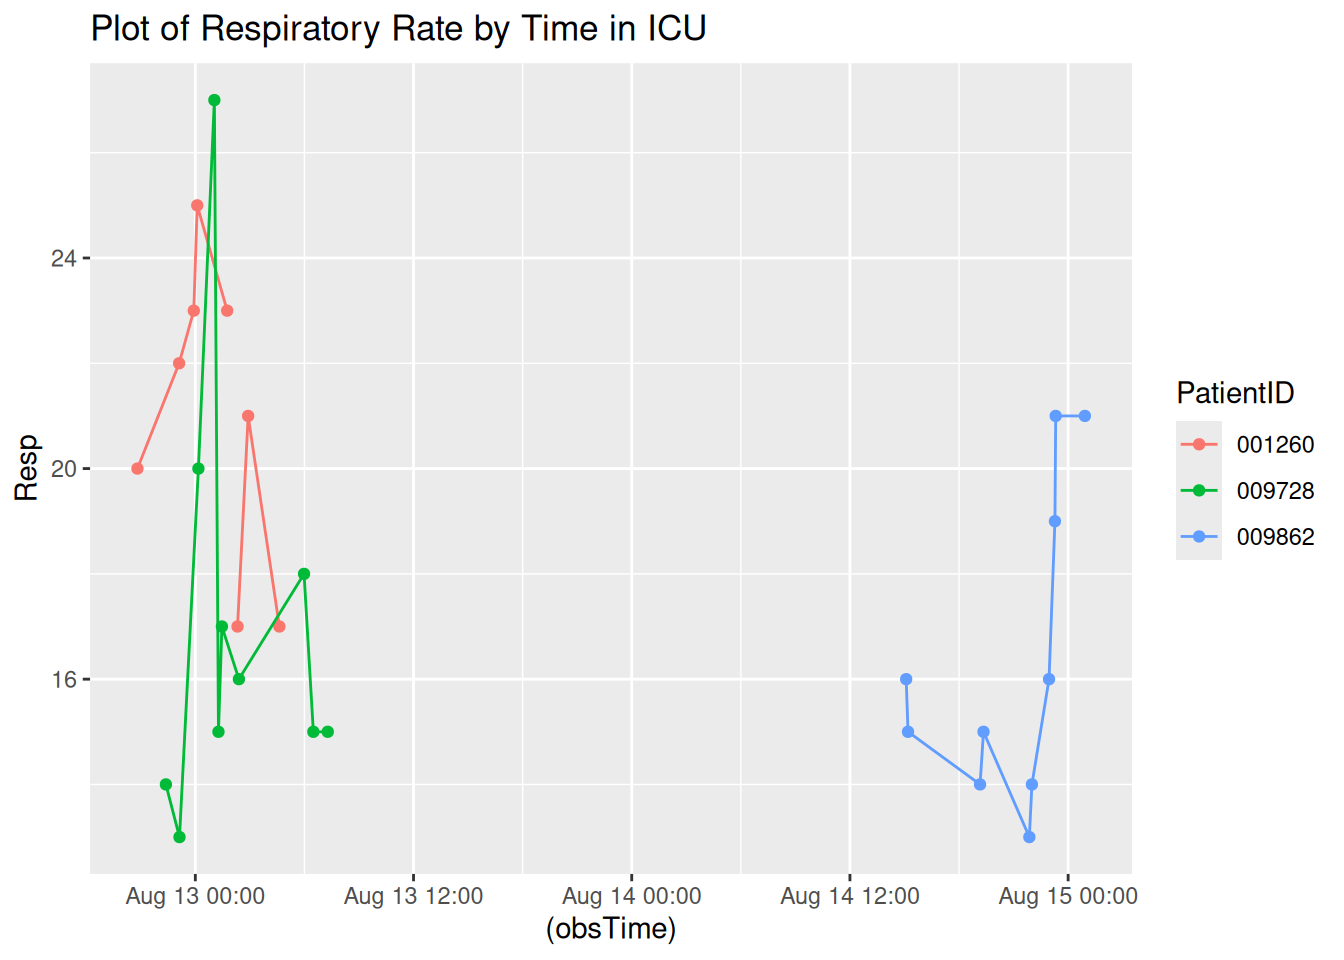 Plot of Respiratory Rate by Time in ICU
Resp
24
20
16
Aug 13 00:00
Aug 13 12:00
Aug 14 00:00
Aug 14 12:00
Aug 15 00:00
(obsTime)
PatientID
001260
009728
009862